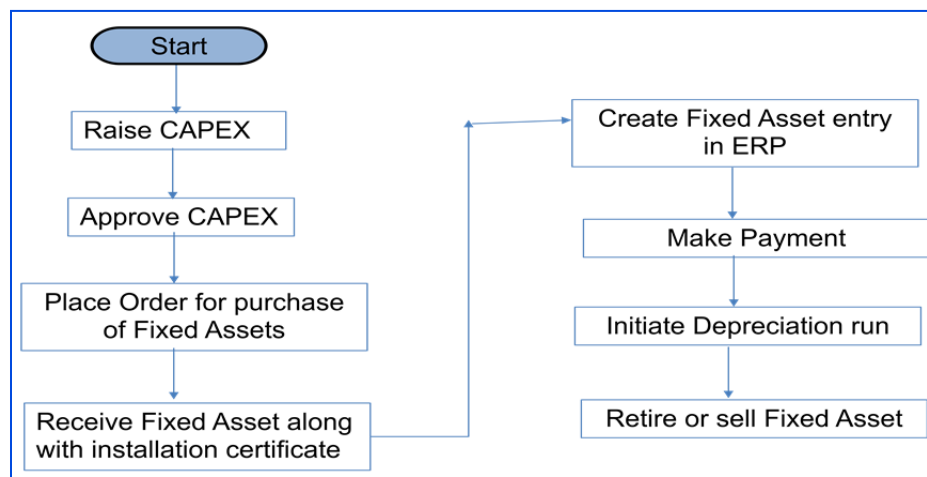 Start
Raise CAPEX
Approve CAPEX
Place Order for purchase
of Fixed Assets
Receive Fixed Asset along
with installation certificate
Create Fixed Asset entry
in ERP
Make Payment
Initiate Depreciation run
Retire or sell Fixed Asset